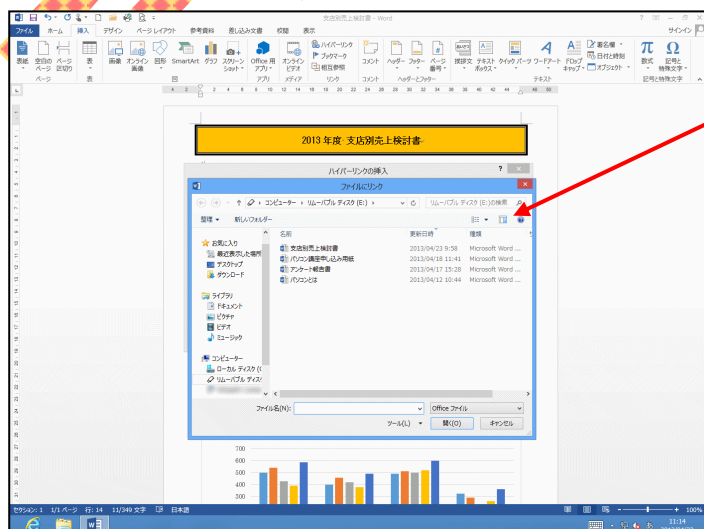 支店別売上検討書 - Word
サインイン
ファイル ホーム 挿入 デザイン ページレイアウト 参考資料 差し込み文書 校閲 表示
表紙 空白のページ ページ区切り 表 画像 オンライン画像 図形 SmartArt グラフ スクリーンショット Office 用アプリ オンラインビデオ ハイパーリンク ブックマーク 相互参照 コメント ヘッダー フッター ページ番号 挨拶文 テキストボックス クイックパーツ ワードアート ドロップキャップ 署名欄 日付と時刻 オブジェクト 数式 記号と特殊文字
ページ 表 図 アプリ メディア リンク コメント ヘッダーとフッター テキスト 記号と特殊文字
2013 年度 支店別売上検討書
ハイパーリンクの挿入
ファイルにリンク
コンピューター リムーバブル ディスク (E:) リムーバブル ディスク (E:)の検索
整理 新しいフォルダー
名前 更新日時 種類
お気に入り
最近表示した場所
デスクトップ
ダウンロード
ライブラリ
ドキュメント
ピクチャ
ビデオ
ミュージック
コンピューター
ローカル ディスク (C
リムーバブル ディス
支店別売上検討書 2013/04/23 9:58 Microsoft Word ...
パソコン講座申し込み用紙 2013/04/18 11:41 Microsoft Word ...
アンケート報告書 2013/04/17 15:28 Microsoft Word ...
パソコンとは 2013/04/12 10:44 Microsoft Word ...
ファイル名(N): Office ファイル
ツール(L) 開く(O) キャンセル
700
600
500
400
300
セクション: 1 1/1 ページ 行: 14 11/349 文字 日本語 100%
11:14